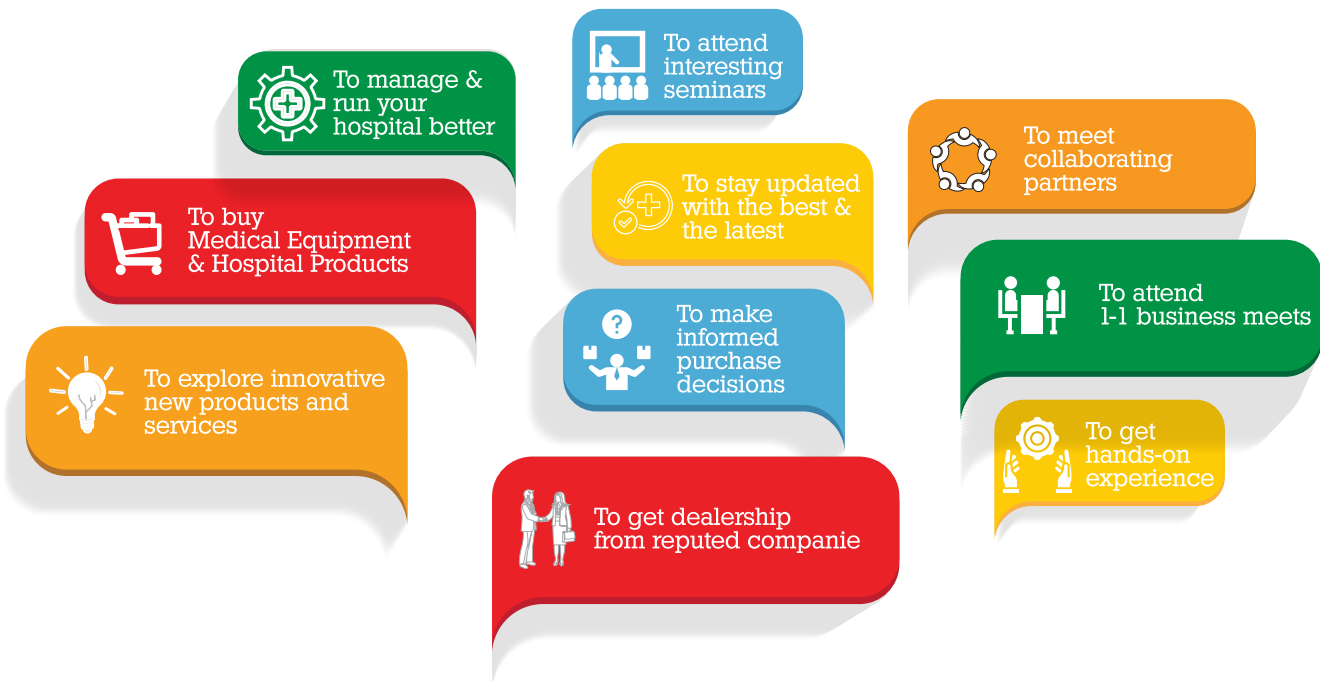 To manage &
run your
hospital better
To buy
Medical Equipment
& Hospital Products
To explore innovative
new products and
services
To attend
interesting
seminars
To stay updated
with the best &
the latest
?
To make
informed
purchase
decisions
To get dealership
from reputed companie
To meet
collaborating
partners
To attend
1-1 business meets
To get
hands-on
experience